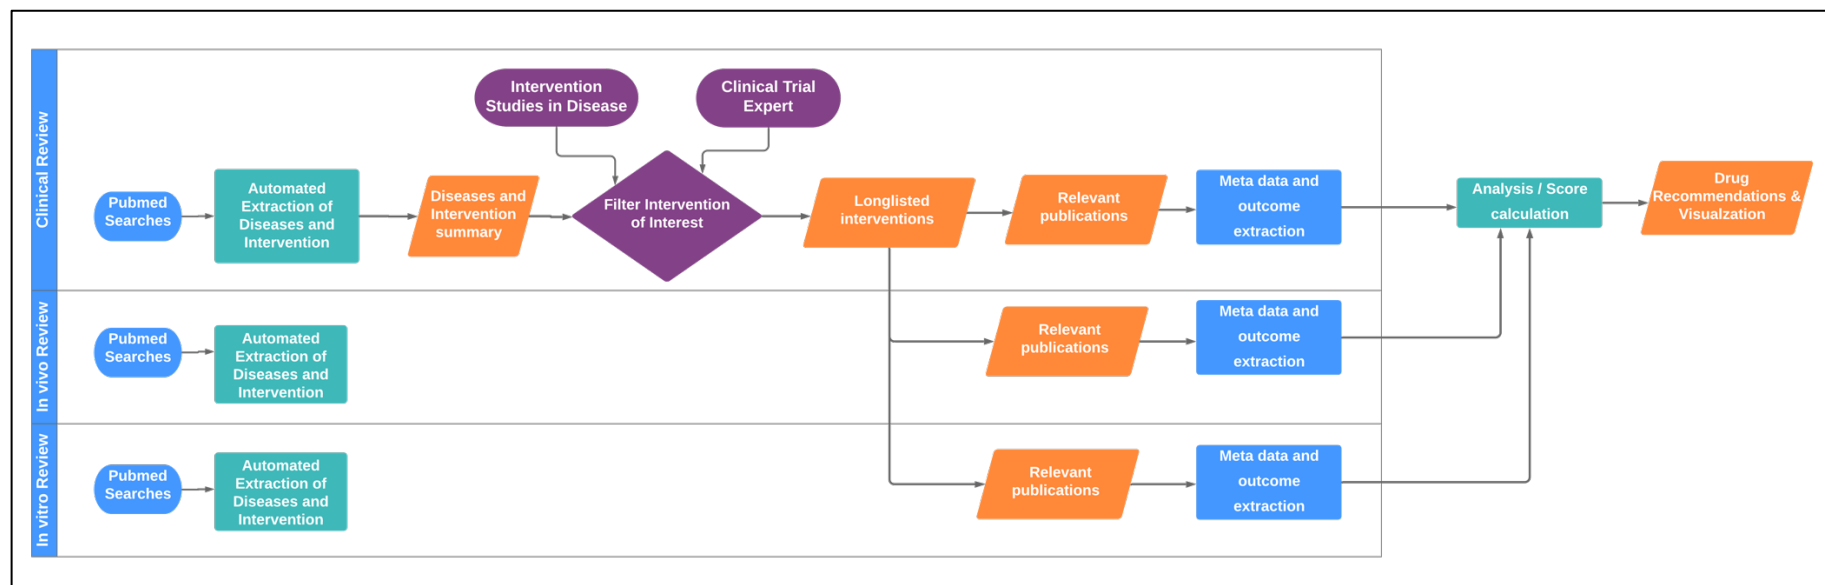 Clinical Review
Intervention
Studies in Disease
Clinical Trial
Expert
Pubmed
Searches
Automated
Extraction of
Diseases and
Intervention
Diseases and
Intervention
summary
Filter Intervention
of Interest
Longlisted
interventions
Relevant
publications
Meta data and
outcome
extraction
Analysis / Score
calculation
Drug
Recommendations &
Visualzation
In vivo Review
Pubmed
Searches
Automated
Extraction of
Diseases and
Intervention
Relevant
publications
Meta data and
outcome
extraction
In vitro Review
Pubmed
Searches
Automated
Extraction of
Diseases and
Intervention
Relevant
publications
Meta data and
outcome
extraction